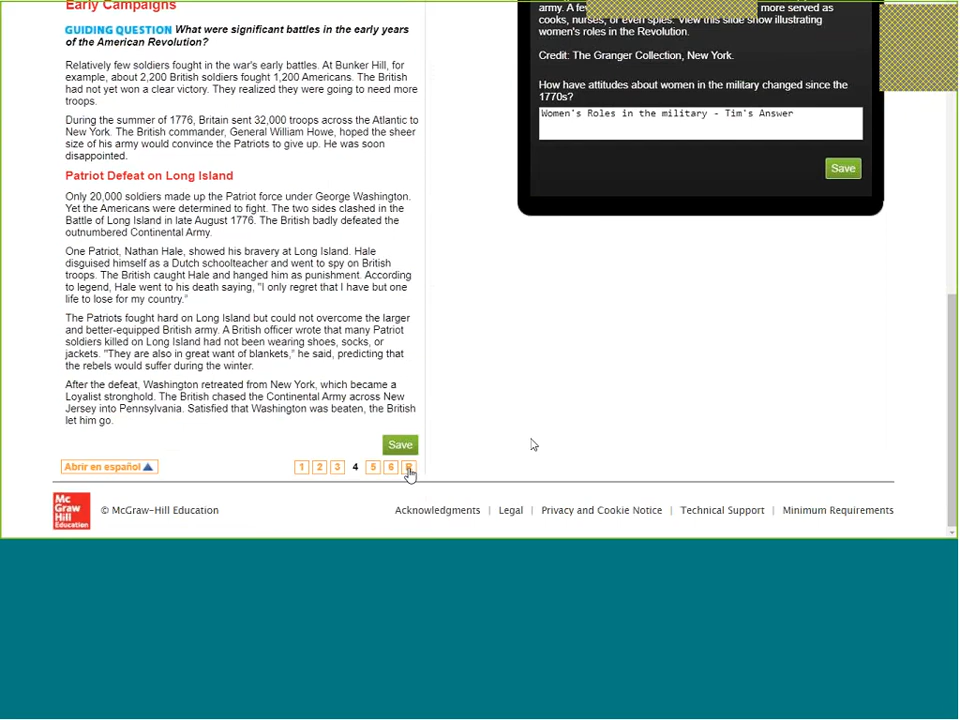 Early Campaigns
GUIDING QUESTION What were significant battles in the early years
of the American Revolution?
Relatively few soldiers fought in the war's early battles. At Bunker Hill, for
example, about 2,200 British soldiers fought 1,200 Americans. The British
had not yet won a clear victory. They realized they were going to need more
troops.
During the summer of 1776, Britain sent 32,000 troops across the Atlantic to
New York. The British commander, General William Howe, hoped the sheer
size of his army would convince the Patriots to give up. He was soon
disappointed.
Patriot Defeat on Long Island
Only 20,000 soldiers made up the Patriot force under George Washington.
Yet the Americans were determined to fight. The two sides clashed in the
Battle of Long Island in late August 1776. The British badly defeated the
outnumbered Continental Army.
One Patriot, Nathan Hale, showed his bravery at Long Island. Hale
disguised himself as a Dutch schoolteacher and went to spy on British
troops. The British caught Hale and hanged him as punishment. According
to legend, Hale went to his death saying, "I only regret that I have but one
life to lose for my country."
The Patriots fought hard on Long Island but could not overcome the larger
and better-equipped British army. A British officer wrote that many Patriot
soldiers killed on Long Island had not been wearing shoes, socks, or
jackets. "They are also in great want of blankets," he said, predicting that
the rebels would suffer during the winter.
After the defeat, Washington retreated from New York, which became a
Loyalist stronghold. The British chased the Continental Army across New
Jersey into Pennsylvania. Satisfied that Washington was beaten, the British
let him go.
Save
Abrir en español 1 2 3 4 5 6
army. A few more served as
cooks, nurses, or even spies. View this slide show illustrating
women's roles in the Revolution.
Credit: The Granger Collection, New York.
How have attitudes about women in the military changed since the
1770s?
Women's Roles in the military - Tim's Answer
Save
Mc
Graw
Hill
Education
© McGraw-Hill Education
Acknowledgments | Legal | Privacy and Cookie Notice | Technical Support | Minimum Requirements